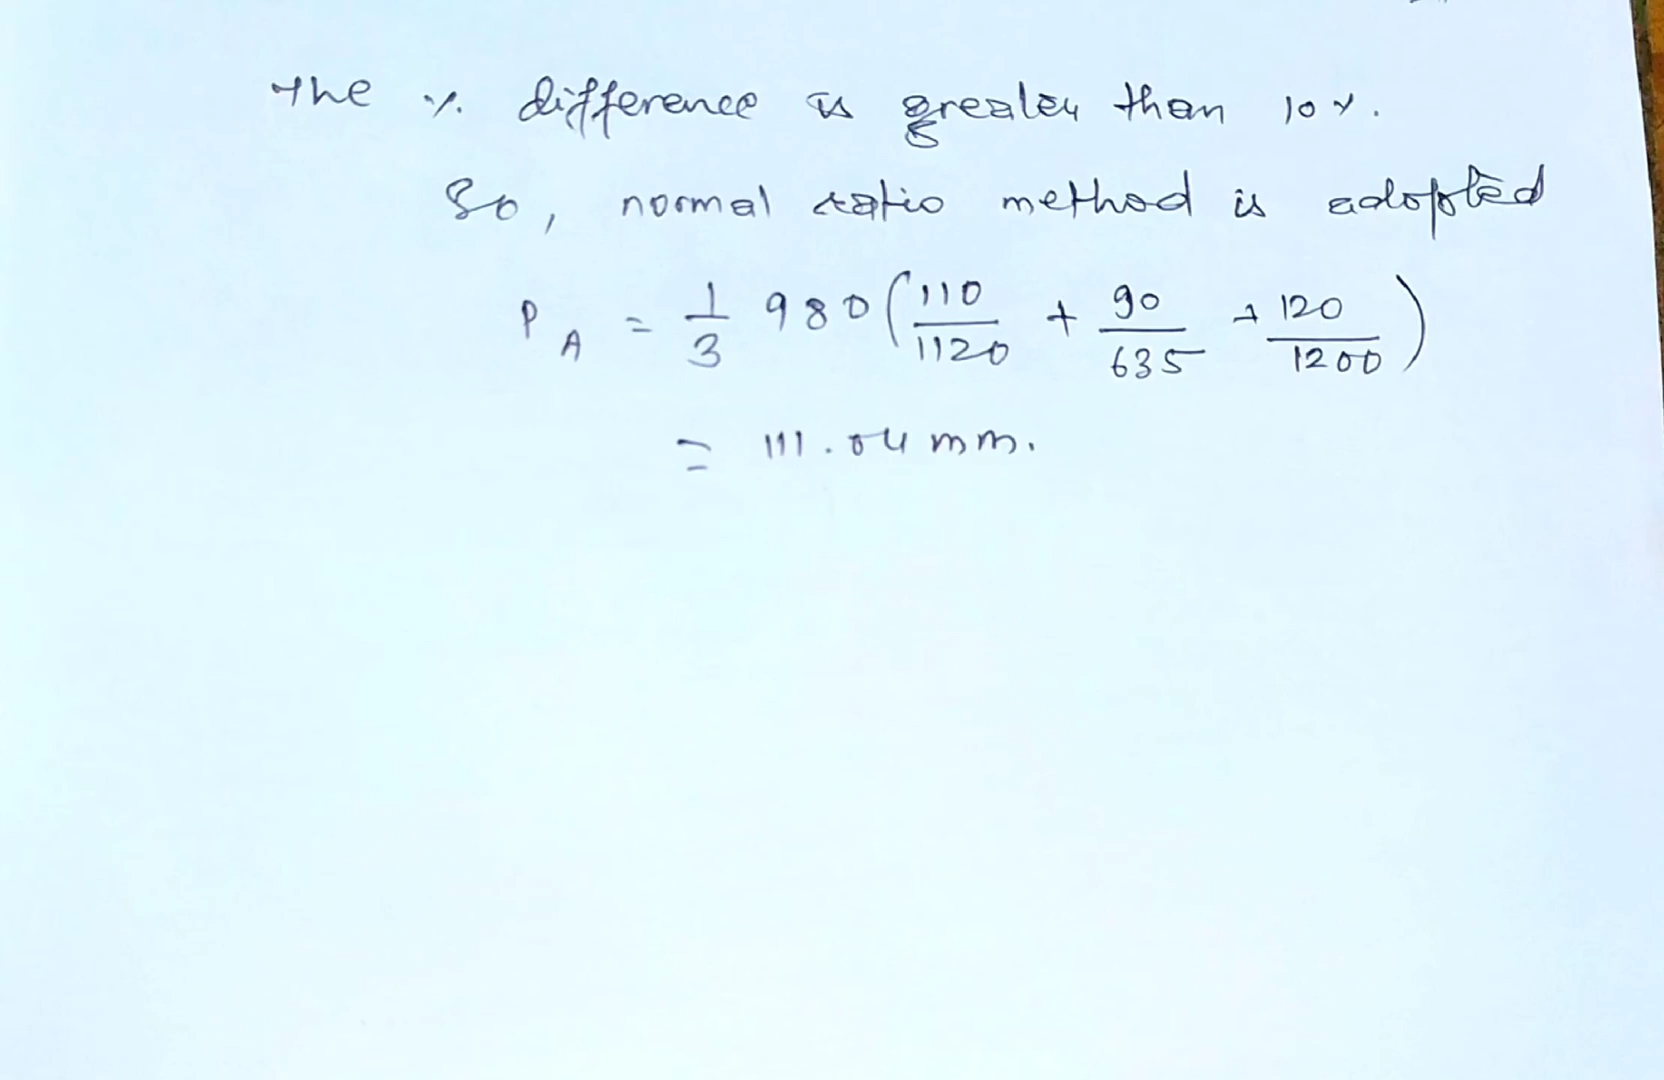 the % difference is greater than 10%.
So, normal ratio method is adopted
P_A = 1/3 980 (110/1120 + 90/635 + 120/1200)
= 111.04 mm.